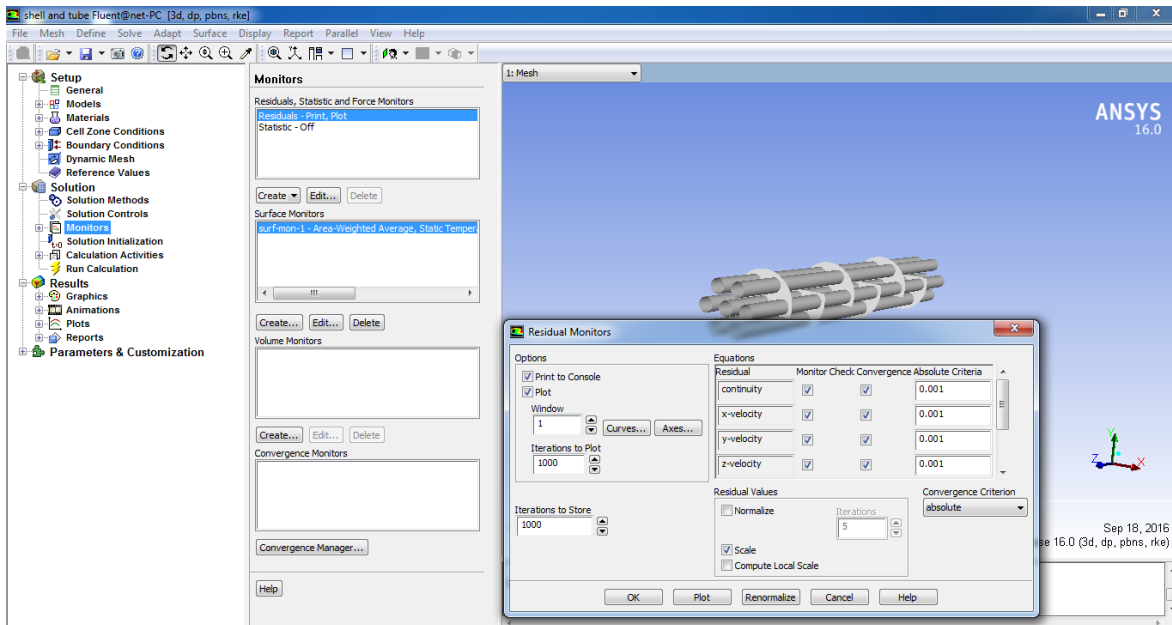 shell and tube Fluent@net-PC [3d, dp, pbns, rke]
File Mesh Define Solve Adapt Surface Display Report Parallel View Help
Setup
General
Models
Materials
Cell Zone Conditions
Boundary Conditions
Dynamic Mesh
Reference Values
Solution
Solution Methods
Solution Controls
Monitors
Solution Initialization
Calculation Activities
Run Calculation
Results
Graphics
Animations
Plots
Reports
Parameters & Customization
Monitors
Residuals, Statistic and Force Monitors
Residuals - Print, Plot
Statistic - Off
Create Edit... Delete
Surface Monitors
surf-mon-1 - Area-Weighted Average, Static Temper
Create... Edit... Delete
Volume Monitors
Create... Edit... Delete
Convergence Monitors
Convergence Manager...
Help
1: Mesh
ANSYS
16.0
Y
Z X
Sep 18, 2016
se 16.0 (3d, dp, pbns, rke)
Residual Monitors
Options
Print to Console
Plot
Window
1
Curves... Axes...
Iterations to Plot
1000
Iterations to Store
1000
Equations
Residual Monitor Check Convergence Absolute Criteria
continuity 0.001
x-velocity 0.001
y-velocity 0.001
z-velocity 0.001
Residual Values
Normalize
Iterations
5
Scale
Compute Local Scale
Convergence Criterion
absolute
OK Plot Renormalize Cancel Help